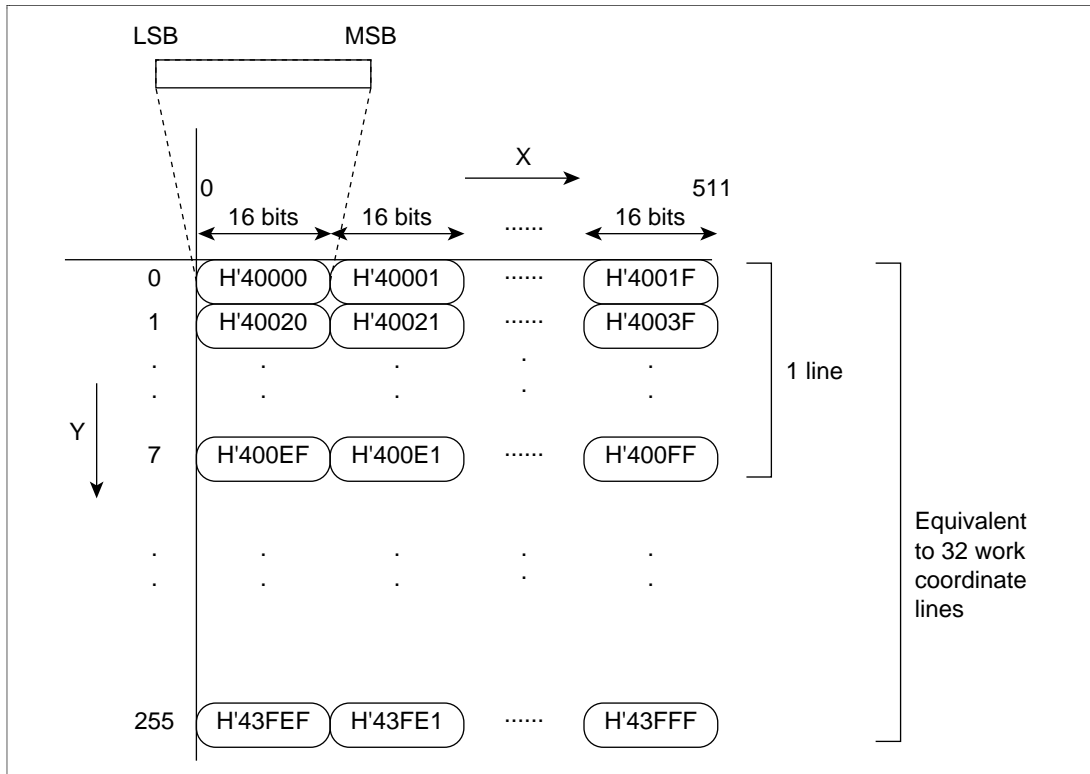 LSB MSB
X
0 511
16 bits 16 bits ...... 16 bits
0 H'40000 H'40001 ...... H'4001F
1 H'40020 H'40021 ...... H'4003F
. . . . .
. . . . .
1 line
Y
7 H'400EF H'400E1 ...... H'400FF
Equivalent
to 32 work
coordinate
lines
. . . . .
. . . . .
255 H'43FEF H'43FE1 ...... H'43FFF